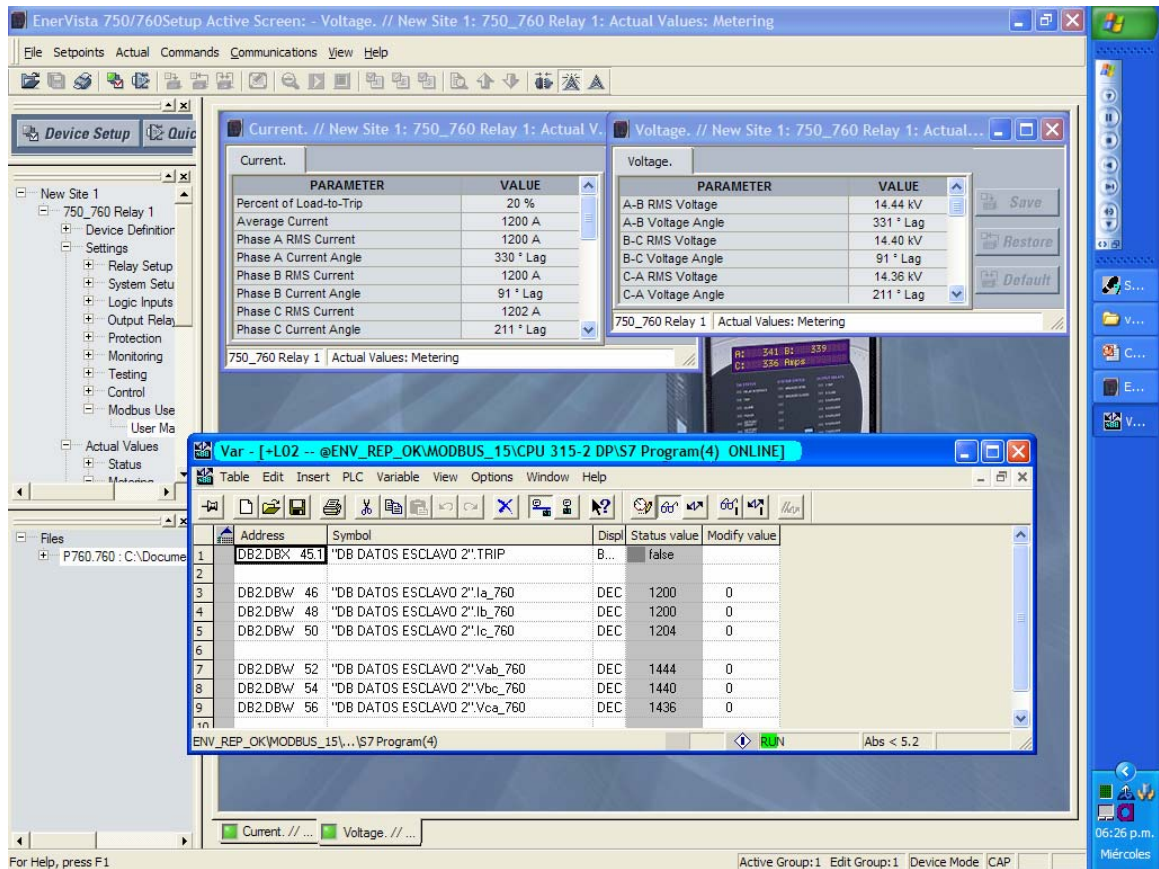 EnerVista 750/760Setup Active Screen: - Voltage. // New Site 1: 750_760 Relay 1: Actual Values: Metering
File Setpoints Actual Commands Communications View Help
Device Setup Quic
New Site 1
750_760 Relay 1
Device Definition
Settings
Relay Setup
System Setu
Logic Inputs
Output Relay
Protection
Monitoring
Testing
Control
Modbus Use
User Ma
Actual Values
Status
Metering
Files
P760.760 : C:\Docume
Current. // New Site 1: 750_760 Relay 1: Actual V.
Current.
PARAMETER VALUE
Percent of Load-to-Trip 20 %
Average Current 1200 A
Phase A RMS Current 1200 A
Phase A Current Angle 330 ° Lag
Phase B RMS Current 1200 A
Phase B Current Angle 91 ° Lag
Phase C RMS Current 1202 A
Phase C Current Angle 211 ° Lag
750_760 Relay 1 Actual Values: Metering
Voltage. // New Site 1: 750_760 Relay 1: Actual...
Voltage.
PARAMETER VALUE
A-B RMS Voltage 14.44 kV
A-B Voltage Angle 331 ° Lag
B-C RMS Voltage 14.40 kV
B-C Voltage Angle 91 ° Lag
C-A RMS Voltage 14.36 kV
C-A Voltage Angle 211 ° Lag
Save
Restore
Default
750_760 Relay 1 Actual Values: Metering
A: 341 B: 339
C: 336 Amps
Var - [+L02 -- @ENV_REP_OK\MODBUS_15\CPU 315-2 DP\S7 Program(4) ONLINE]
Table Edit Insert PLC Variable View Options Window Help
Address Symbol Displ Status value Modify value
1 DB2.DBX 45.1 "DB DATOS ESCLAVO 2".TRIP B... false
2
3 DB2.DBW 46 "DB DATOS ESCLAVO 2".Ia_760 DEC 1200 0
4 DB2.DBW 48 "DB DATOS ESCLAVO 2".Ib_760 DEC 1200 0
5 DB2.DBW 50 "DB DATOS ESCLAVO 2".Ic_760 DEC 1204 0
6
7 DB2.DBW 52 "DB DATOS ESCLAVO 2".Vab_760 DEC 1444 0
8 DB2.DBW 54 "DB DATOS ESCLAVO 2".Vbc_760 DEC 1440 0
9 DB2.DBW 56 "DB DATOS ESCLAVO 2".Vca_760 DEC 1436 0
10
ENV_REP_OK\MODBUS_15\...\S7 Program(4) RUN Abs < 5.2
Current. // ... Voltage. // ...
For Help, press F1 Active Group:1 Edit Group:1 Device Mode CAP
S...
V...
C...
E...
V...
06:26 p.m.
Miércoles